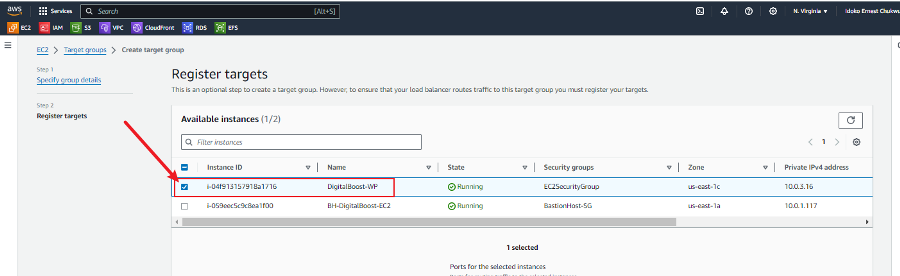 aws Services Search [Alt+S] N. Virginia Idoko Ernest Chukwu
EC2 IAM S3 VPC CloudFront RDS EFS
EC2 > Target groups > Create target group
Step 1
Specify group details
Step 2
Register targets
Register targets
This is an optional step to create a target group. However, to ensure that your load balancer routes traffic to this target group you must register your targets.
Available instances (1/2)
Filter instances
1
Instance ID Name State Security groups Zone Private IPv4 address
i-04f913157918a1716 DigitalBoost-WP Running EC2SecurityGroup us-east-1c 10.0.3.16
i-059eec5c9c8ea1f00 BH-DigitalBoost-EC2 Running BastionHost-SG us-east-1a 10.0.1.117
1 selected
Ports for the selected instances